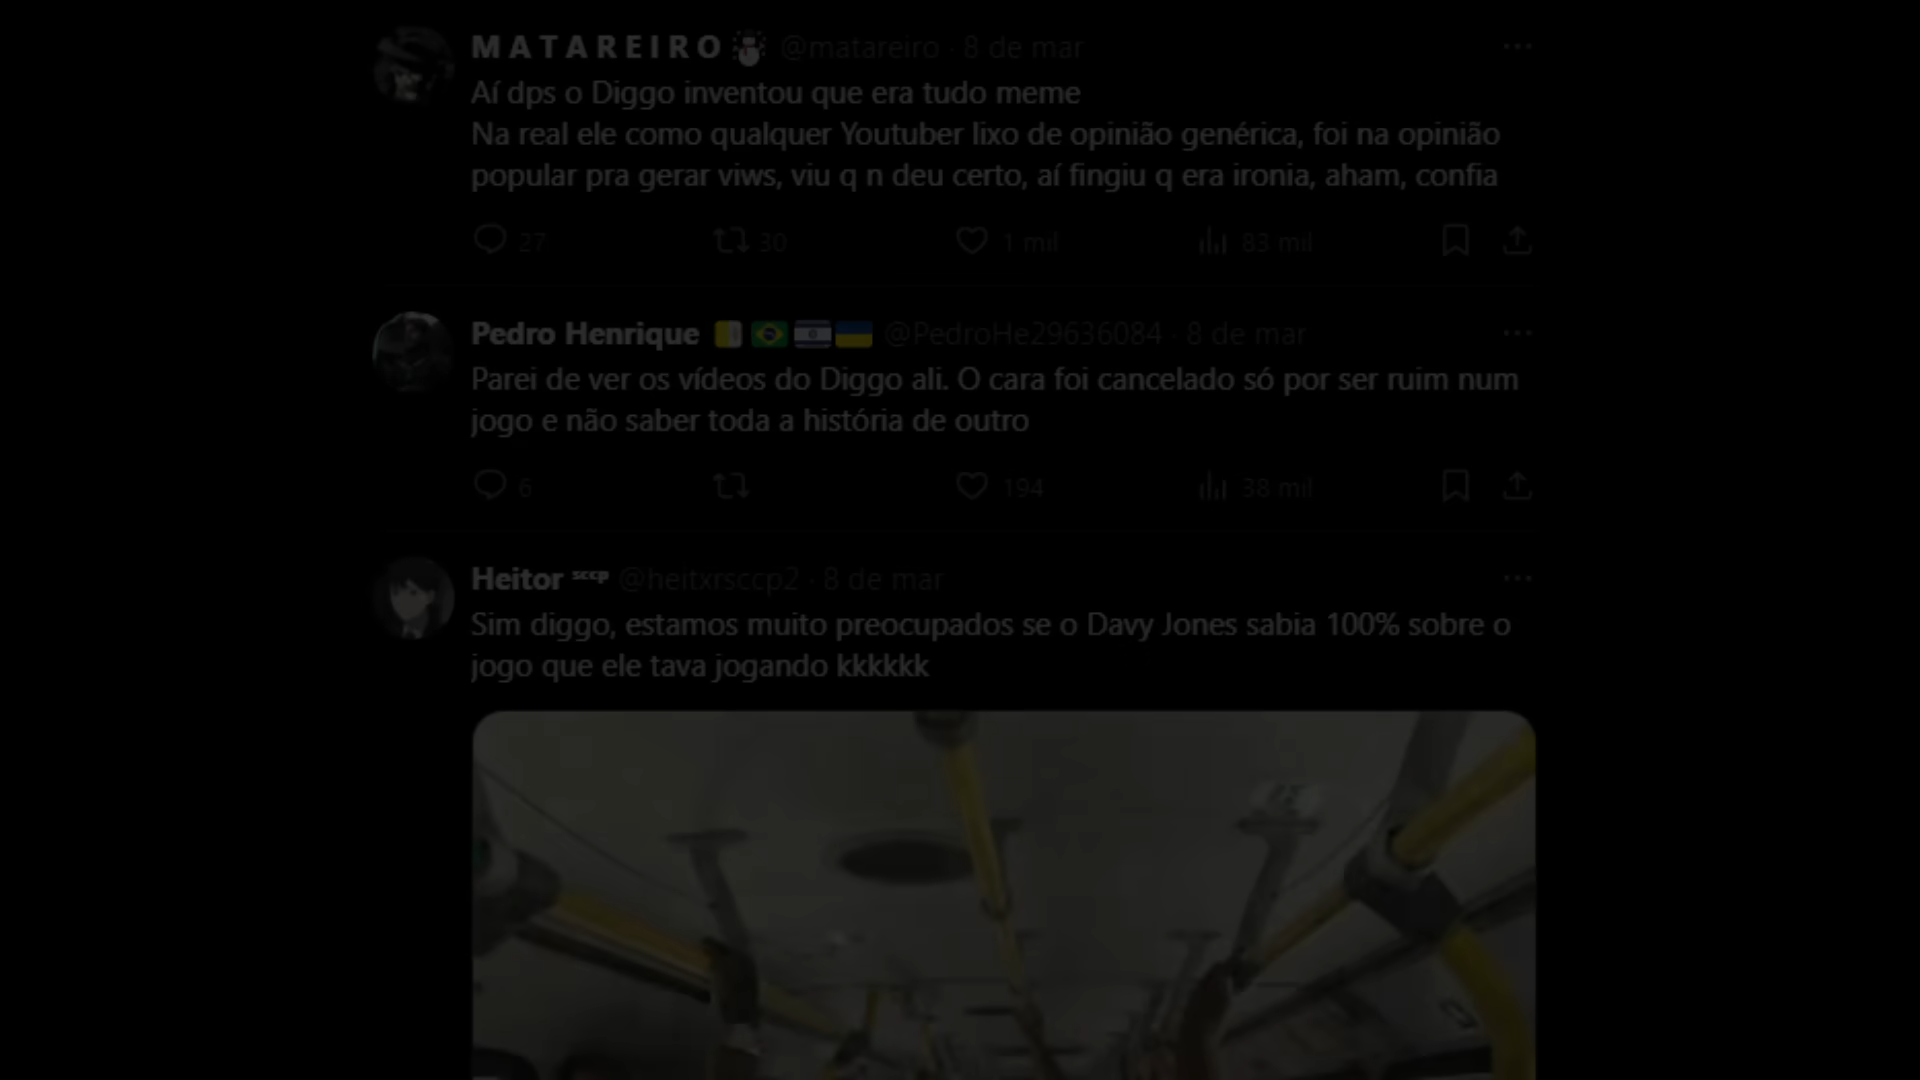 MATAREIRO @matareiro · 8 de mar
Aí dps o Diggo inventou que era tudo meme
Na real ele como qualquer Youtuber lixo de opinião genérica, foi na opinião
popular pra gerar viws, viu q n deu certo, aí fingiu q era ironia, aham, confia
27 30 1 mil 83 mil
Pedro Henrique @PedroHe29636084 · 8 de mar
Parei de ver os vídeos do Diggo ali. O cara foi cancelado só por ser ruim num
jogo e não saber toda a história de outro
6 194 38 mil
Heitor ˢᶜᶜᵖ @heitxrsccp2 · 8 de mar
Sim diggo, estamos muito preocupados se o Davy Jones sabia 100% sobre o
jogo que ele tava jogando kkkkkk